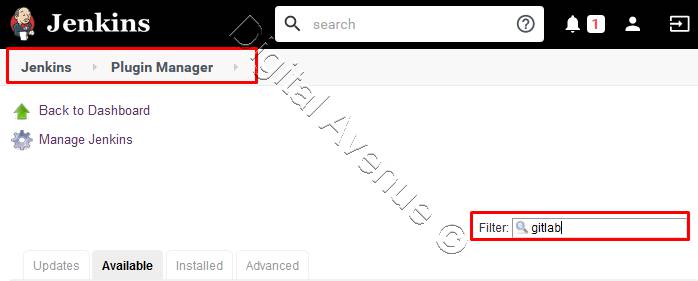 Jenkins
search
1
Jenkins Plugin Manager
Back to Dashboard
Manage Jenkins
Filter: gitlab
Updates Available Installed Advanced
Digital Avenue ©